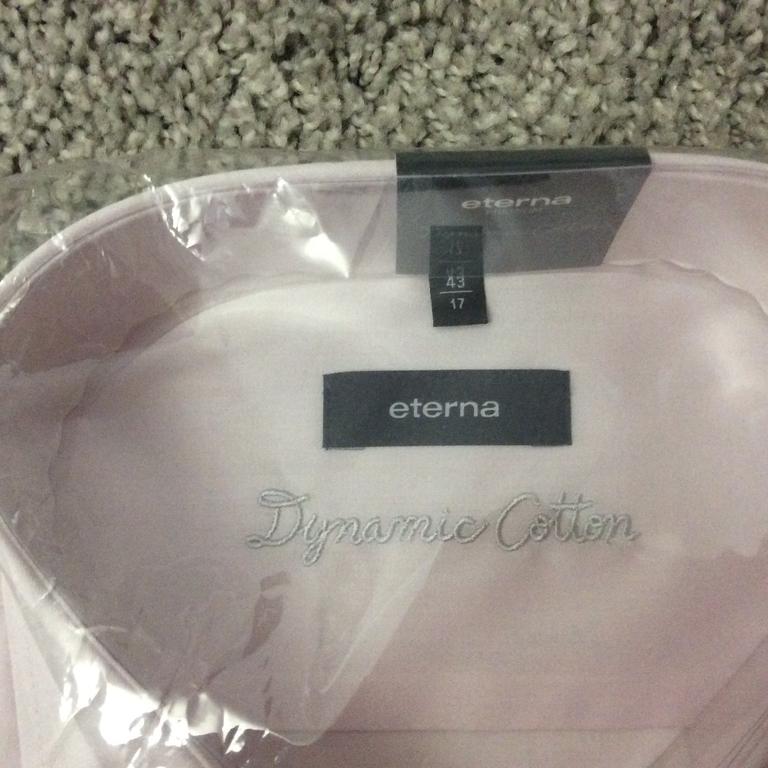 eterna
43
17
eterna
Dynamic Cotton